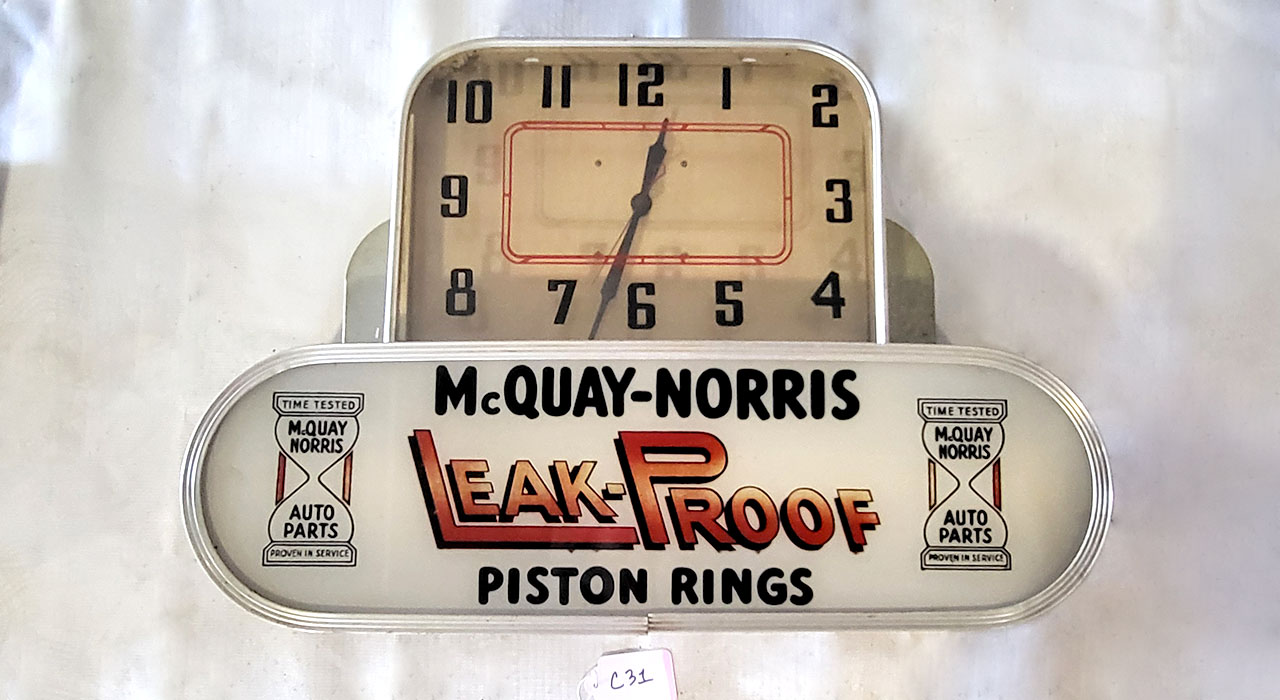 10 11 12 1 2
9 3
8 7 6 5 4
McQUAY-NORRIS
LEAK-PROOF
PISTON RINGS
TIME TESTED
McQUAY
NORRIS
AUTO
PARTS
PROVEN IN SERVICE
TIME TESTED
McQUAY
NORRIS
AUTO
PARTS
PROVEN IN SERVICE
C31